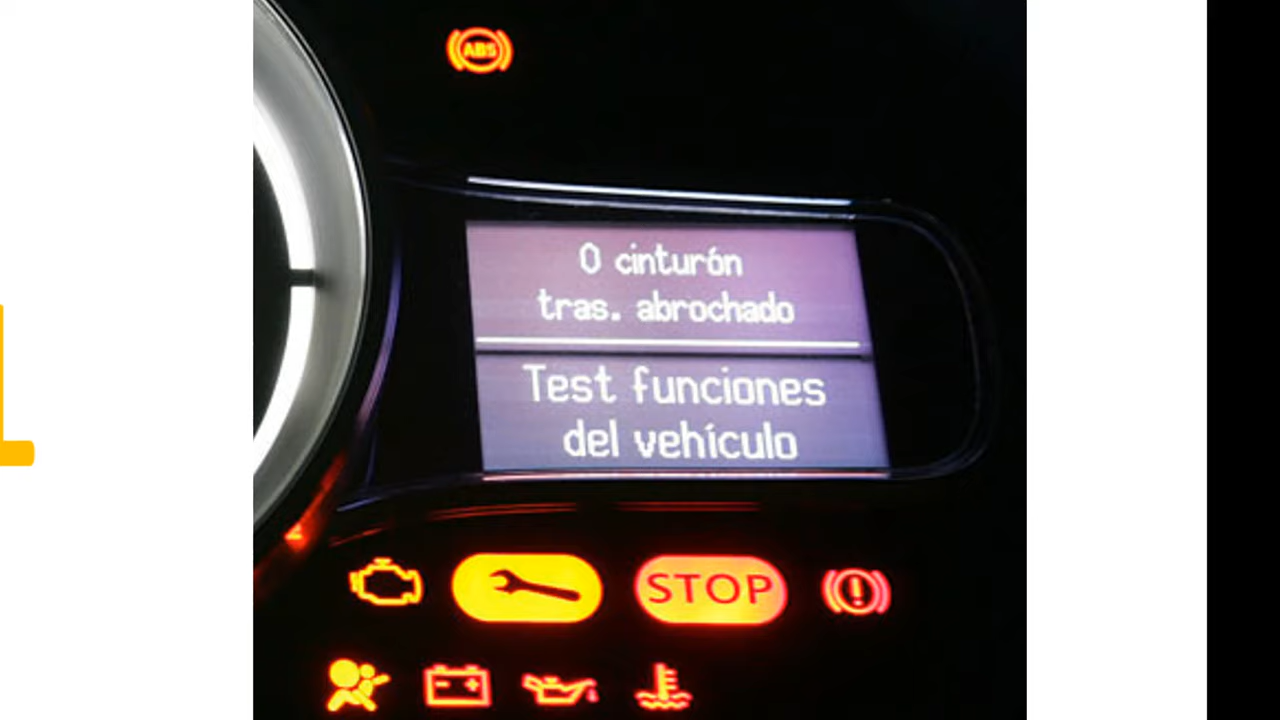 ABS
0 cinturón
tras. abrochado
Test funciones
del vehículo
STOP